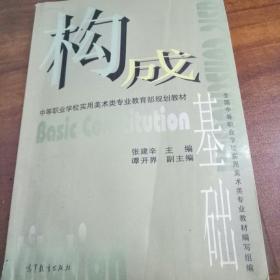 构成
基础
中等职业学校实用美术类专业教育部规划教材
Basic Constitution
张建辛 主编
谭开界 副主编
全国中等职业学校实用美术类专业教材编写组编
高等教育出版社